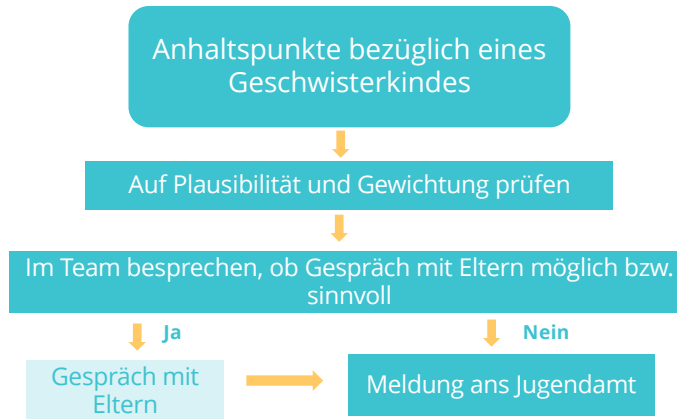 Anhaltspunkte bezüglich eines
Geschwisterkindes
Auf Plausibilität und Gewichtung prüfen
Im Team besprechen, ob Gespräch mit Eltern möglich bzw.
sinnvoll
Ja
Nein
Gespräch mit
Eltern
Meldung ans Jugendamt